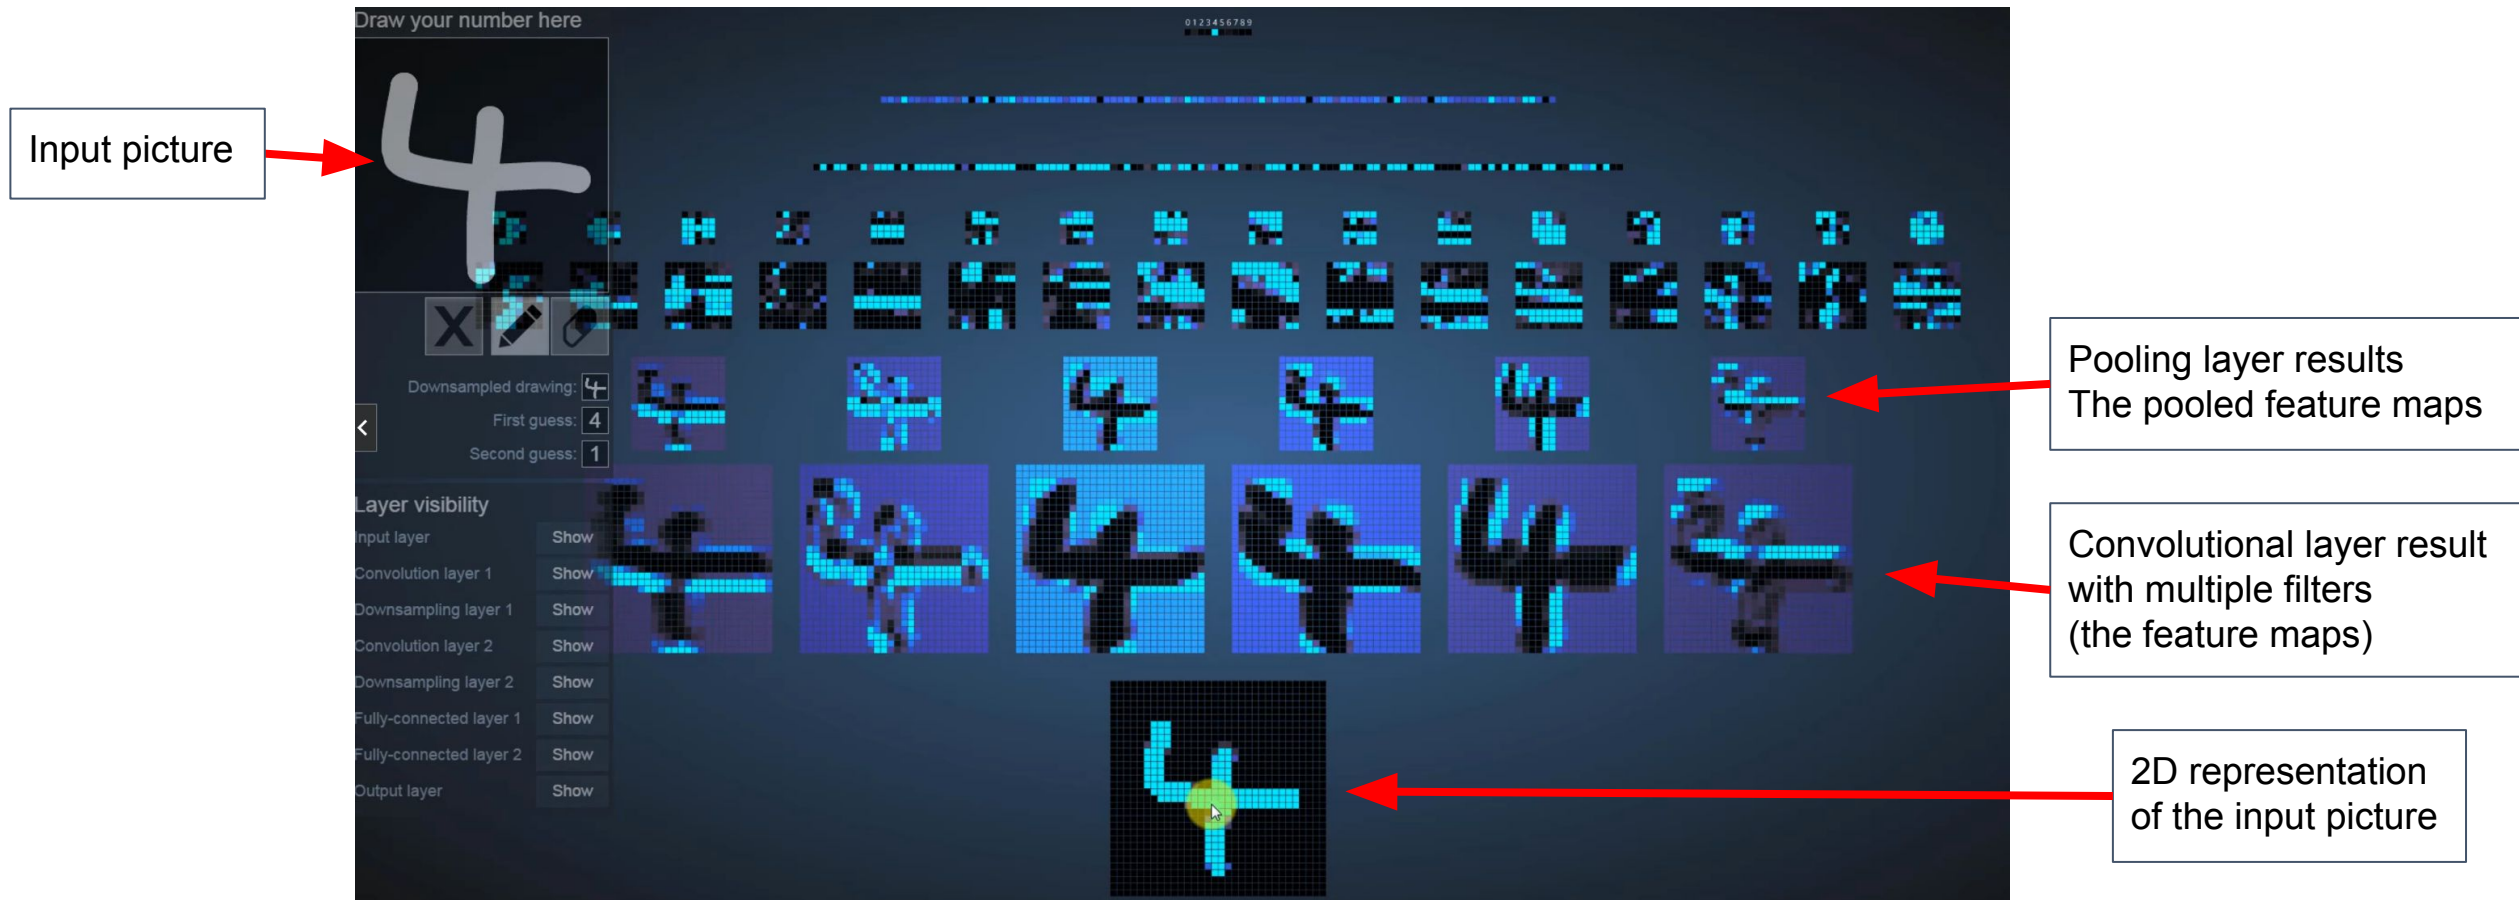 Draw your number here
0123456789
Input picture
4
Downsampled drawing: 4
First guess: 4
Second guess: 1
Layer visibility
Input layer Show
Convolution layer 1 Show
Downsampling layer 1 Show
Convolution layer 2 Show
Downsampling layer 2 Show
Fully-connected layer 1 Show
Fully-connected layer 2 Show
Output layer Show
Pooling layer results
The pooled feature maps
Convolutional layer result
with multiple filters
(the feature maps)
2D representation
of the input picture